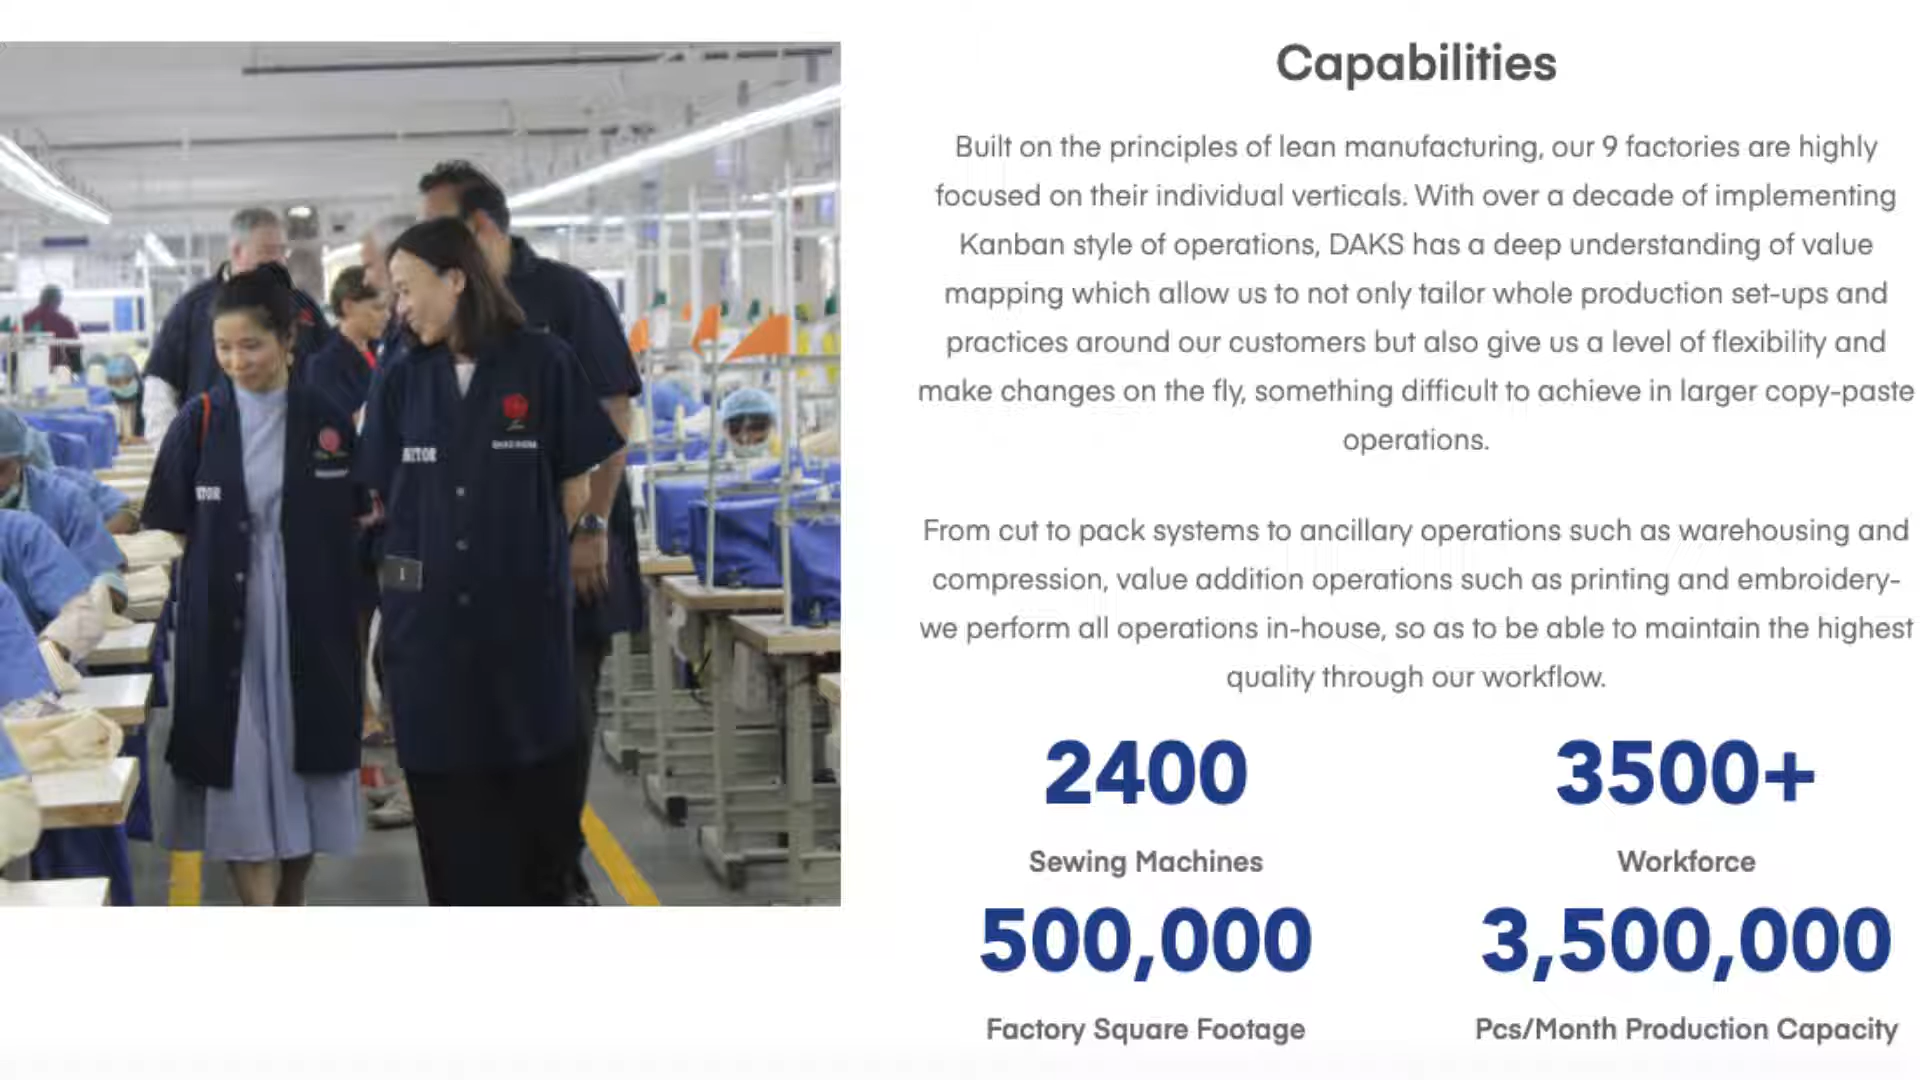 Capabilities
Built on the principles of lean manufacturing, our 9 factories are highly
focused on their individual verticals. With over a decade of implementing
Kanban style of operations, DAKS has a deep understanding of value
mapping which allow us to not only tailor whole production set-ups and
practices around our customers but also give us a level of flexibility and
make changes on the fly, something difficult to achieve in larger copy-paste
operations.
From cut to pack systems to ancillary operations such as warehousing and
compression, value addition operations such as printing and embroidery-
we perform all operations in-house, so as to be able to maintain the highest
quality through our workflow.
2400
3500+
Sewing Machines
Workforce
500,000
3,500,000
Factory Square Footage
Pcs/Month Production Capacity